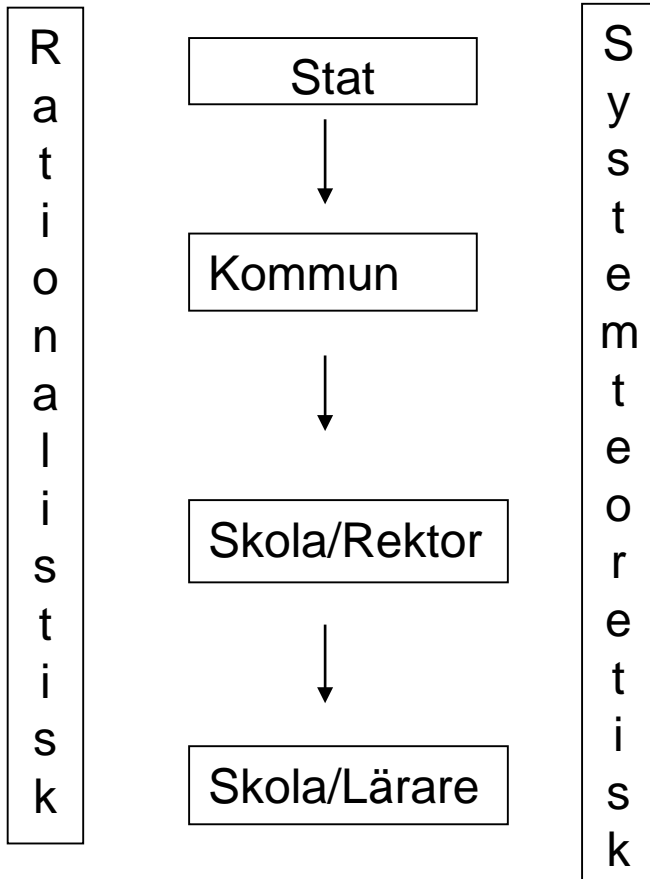 Rationalistisk
Stat
Kommun
Skola/Rektor
Skola/Lärare
Systemteoretisk